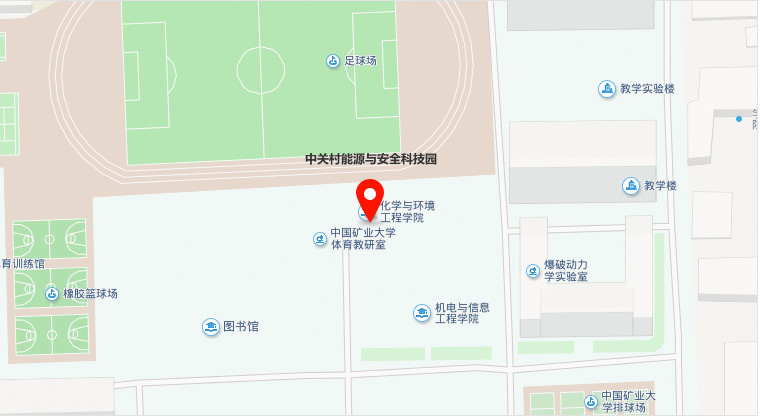 足球场
教学实验楼
中关村能源与安全科技园
教学楼
化学与环境
工程学院
中国矿业大学
体育教研室
育训练馆
爆破动力
学实验室
橡胶篮球场
机电与信息
工程学院
图书馆
中国矿业大
学排球场